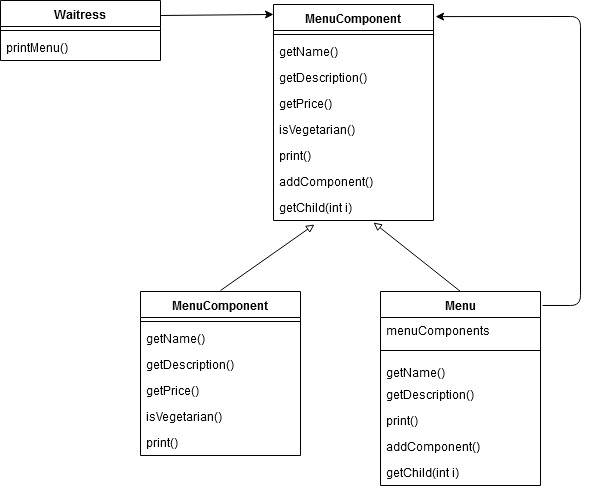 Waitress
printMenu()
MenuComponent
getName()
getDescription()
getPrice()
isVegetarian()
print()
addComponent()
getChild(int i)
MenuComponent
getName()
getDescription()
getPrice()
isVegetarian()
print()
Menu
menuComponents
getName()
getDescription()
print()
addComponent()
getChild(int i)